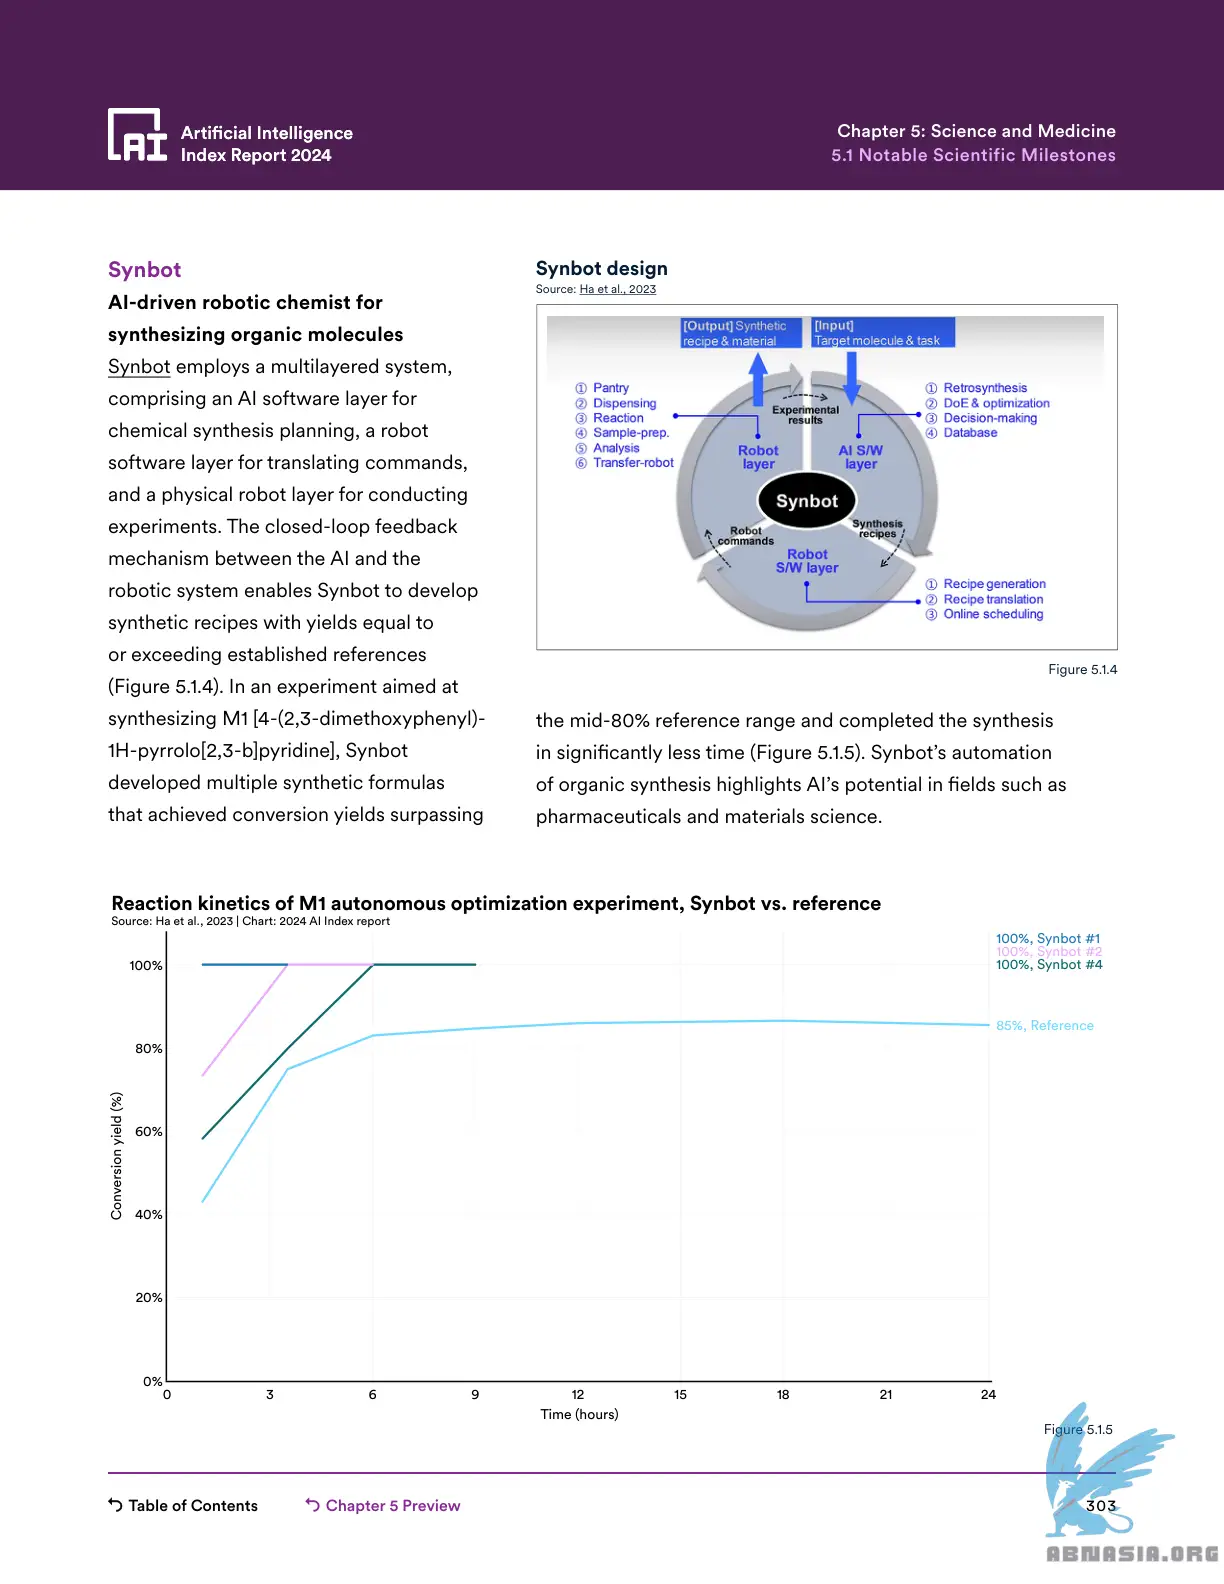 Artificial Intelligence
Index Report 2024
Chapter 5: Science and Medicine
5.1 Notable Scientific Milestones
Synbot
AI-driven robotic chemist for
synthesizing organic molecules
Synbot employs a multilayered system,
comprising an AI software layer for
chemical synthesis planning, a robot
software layer for translating commands,
and a physical robot layer for conducting
experiments. The closed-loop feedback
mechanism between the AI and the
robotic system enables Synbot to develop
synthetic recipes with yields equal to
or exceeding established references
(Figure 5.1.4). In an experiment aimed at
synthesizing M1 [4-(2,3-dimethoxyphenyl)-
1H-pyrrolo[2,3-b]pyridine], Synbot
developed multiple synthetic formulas
that achieved conversion yields surpassing
Synbot design
Source: Ha et al., 2023
[Output] Synthetic
recipe & material
[Input]
Target molecule & task
① Pantry
② Dispensing
③ Reaction
④ Sample-prep.
⑤ Analysis
⑥ Transfer-robot
Experimental
results
① Retrosynthesis
② DoE & optimization
③ Decision-making
④ Database
Robot
layer
AI S/W
layer
Synbot
Robot
commands
Synthesis
recipes
Robot
S/W layer
① Recipe generation
② Recipe translation
③ Online scheduling
Figure 5.1.4
the mid-80% reference range and completed the synthesis
in significantly less time (Figure 5.1.5). Synbot’s automation
of organic synthesis highlights AI’s potential in fields such as
pharmaceuticals and materials science.
Reaction kinetics of M1 autonomous optimization experiment, Synbot vs. reference
Source: Ha et al., 2023 | Chart: 2024 AI Index report
100%, Synbot #1
100%, Synbot #2
100%, Synbot #4
85%, Reference
100%
80%
60%
40%
20%
0%
Conversion yield (%)
0 3 6 9 12 15 18 21 24
Time (hours)
Figure 5.1.5
Table of Contents
Chapter 5 Preview
303
ABNASIA.ORG